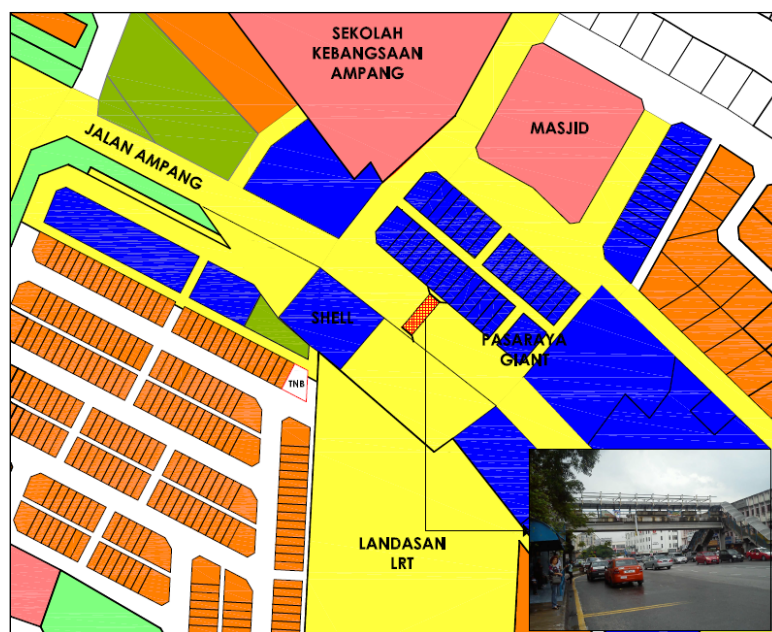 SEKOLAH
KEBANGSAAN
AMPANG
MASJID
JALAN AMPANG
SHELL
PASARAYA
GIANT
TNB
LANDASAN
LRT